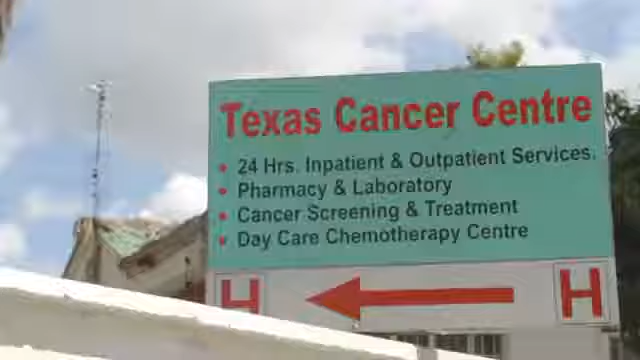 Texas Cancer Centre
• 24 Hrs. Inpatient & Outpatient Services.
• Pharmacy & Laboratory
• Cancer Screening & Treatment
• Day Care Chemotherapy Centre
H H